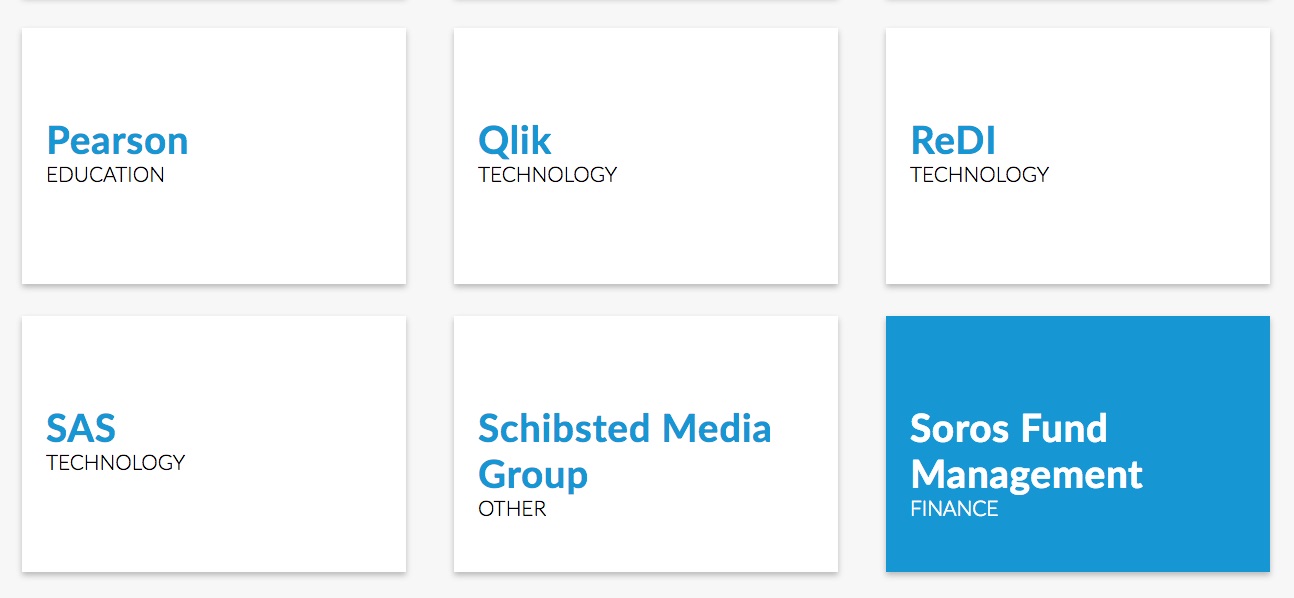 Pearson
EDUCATION
Qlik
TECHNOLOGY
ReDI
TECHNOLOGY
SAS
TECHNOLOGY
Schibsted Media
Group
OTHER
Soros Fund
Management
FINANCE